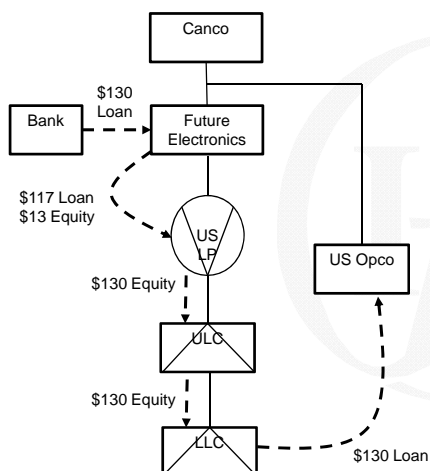 Canco
$130
Loan
Bank
Future
Electronics
$117 Loan
$13 Equity
US
LP
US Opco
$130 Equity
ULC
$130 Equity
LLC
$130 Loan